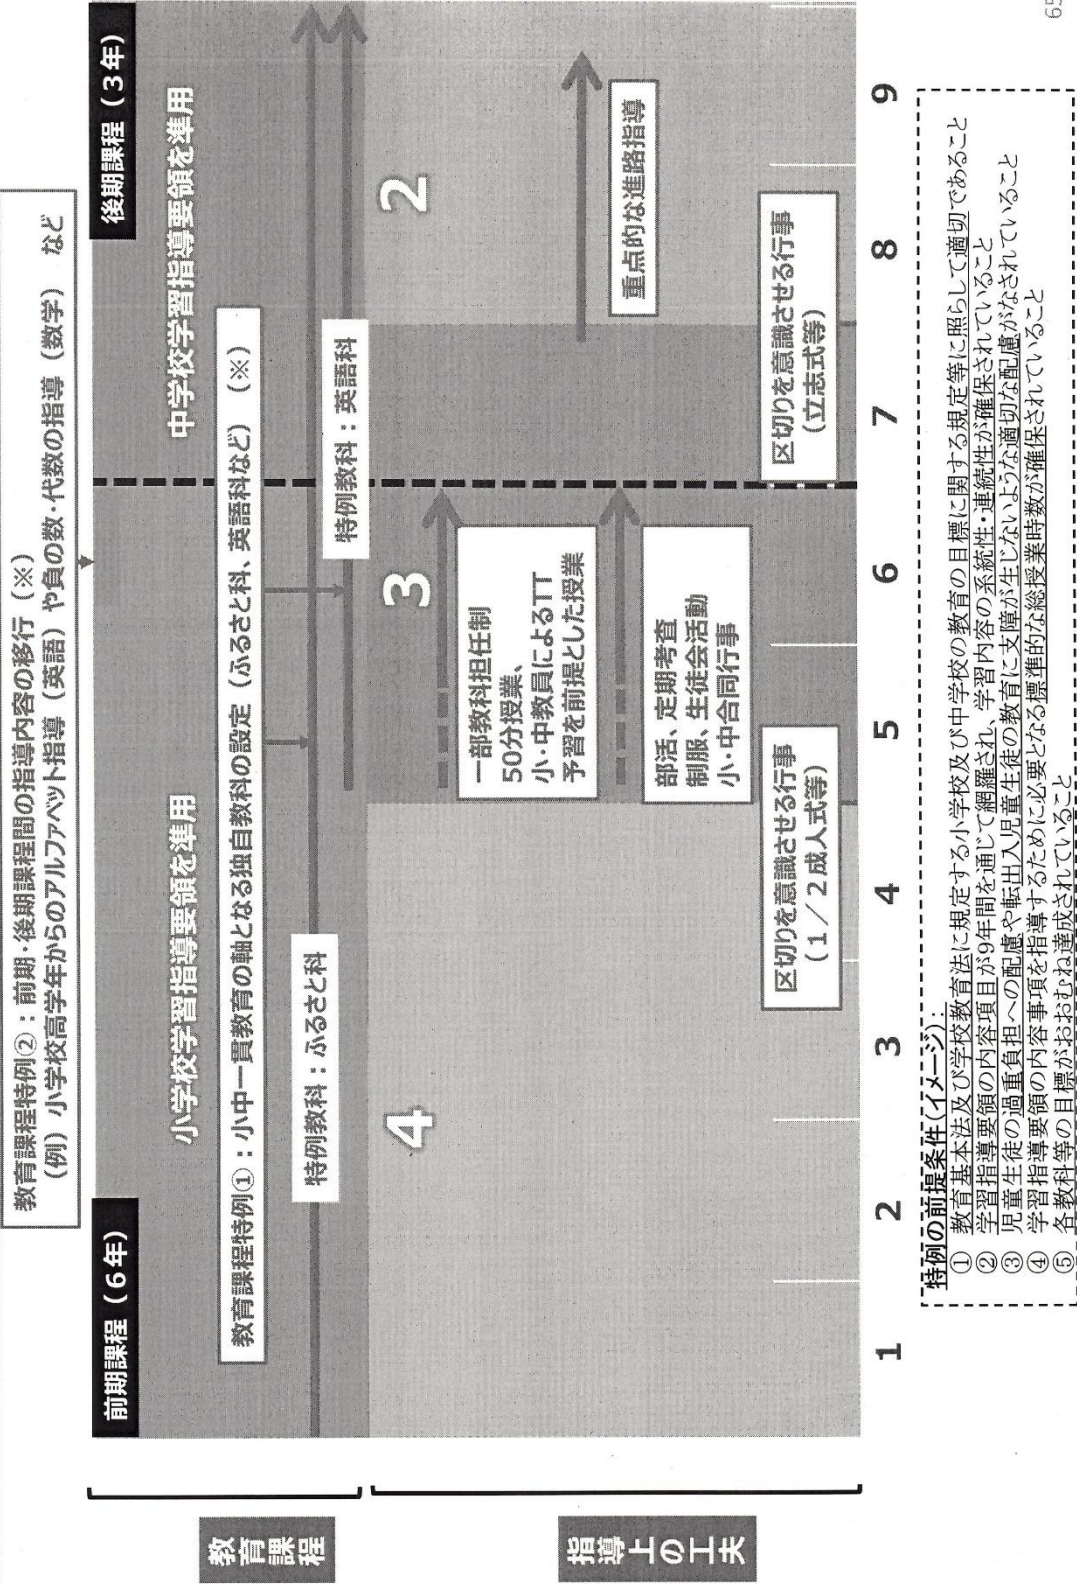 教育課程特例②：前期・後期課程間の指導内容の移行（※）
（例）小学校高学年からのアルファベット指導（英語）や負の数・代数の指導（数学）　など
前期課程（6年）
後期課程（3年）
教育課程
小学校学習指導要領を準用
中学校学習指導要領を準用
教育課程特例①：小中一貫教育の軸となる独自教科の設定（ふるさと科、英語科など）（※）
特例教科：ふるさと科
特例教科：英語科
指導上の工夫
4
3
2
一部教科担任制
50分授業、
小・中教員によるTT
予習を前提とした授業
部活、定期考査
制服、生徒会活動
小・中合同行事
重点的な進路指導
区切りを意識させる行事
（1／2成人式等）
区切りを意識させる行事
（立志式等）
1 2 3 4 5 6 7 8 9
特例の前提条件（イメージ）：
① 教育基本法及び学校教育法に規定する小学校及び中学校の教育の目標に関する規定等に照らして適切であること
② 学習指導要領の内容項目が9年間を通じて網羅され、学習内容の系統性・連続性が確保されていること
③ 児童生徒の過重負担への配慮や転出入児童生徒の教育に支障が生じないような適切な配慮がなされていること
④ 学習指導要領の内容事項を指導するために必要となる標準的な総授業時数が確保されていること
⑤ 各教科等の目標がおおむね達成されていること